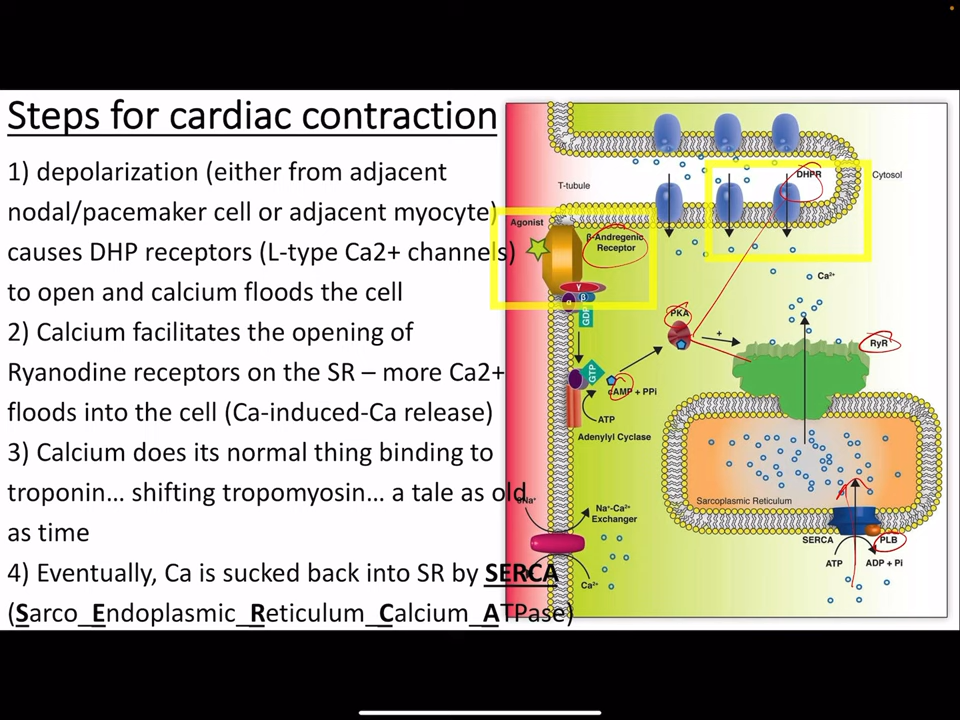 Steps for cardiac contraction
1) depolarization (either from adjacent
nodal/pacemaker cell or adjacent myocyte)
causes DHP receptors (L-type Ca2+ channels)
to open and calcium floods the cell
2) Calcium facilitates the opening of
Ryanodine receptors on the SR – more Ca2+
floods into the cell (Ca-induced-Ca release)
3) Calcium does its normal thing binding to
troponin… shifting tropomyosin… a tale as old
as time
4) Eventually, Ca is sucked back into SR by SERCA
(Sarco_Endoplasmic_Reticulum_Calcium_ATPase)
T-tubule
DHPR
Cytosol
Agonist
β-Andregenic
Receptor
γ
α
β
GDP
Ca²⁺
PKA
+
RyR
GTP
cAMP + PPi
ATP
Adenylyl Cyclase
Na⁺-Ca²⁺
Exchanger
Ca²⁺
Sarcoplasmic Reticulum
SERCA
PLB
ATP
ADP + Pi